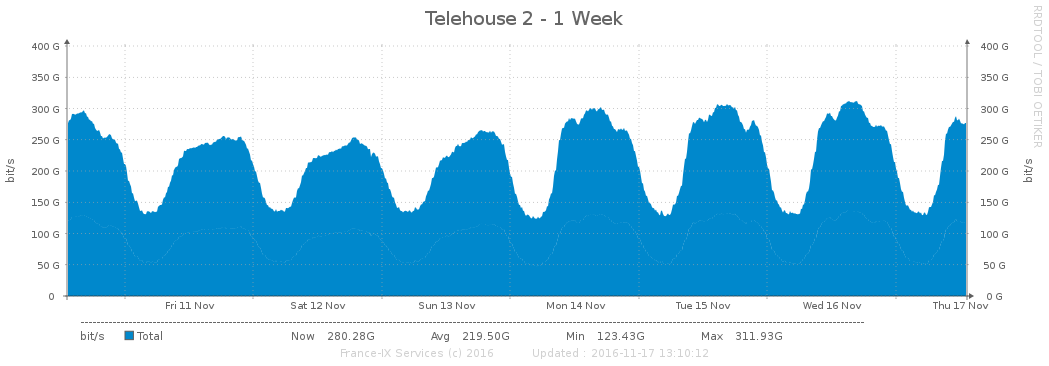 Telehouse 2 - 1 Week
RRDTOOL / TOBI OETIKER
400 G 400 G
350 G 350 G
300 G 300 G
250 G 250 G
200 G 200 G
150 G 150 G
100 G 100 G
50 G 50 G
0 0 G
bit/s bit/s
Fri 11 Nov Sat 12 Nov Sun 13 Nov Mon 14 Nov Tue 15 Nov Wed 16 Nov Thu 17 Nov
bit/s Total Now 280.28G Avg 219.50G Min 123.43G Max 311.93G
France-IX Services (c) 2016 Updated : 2016-11-17 13:10:12